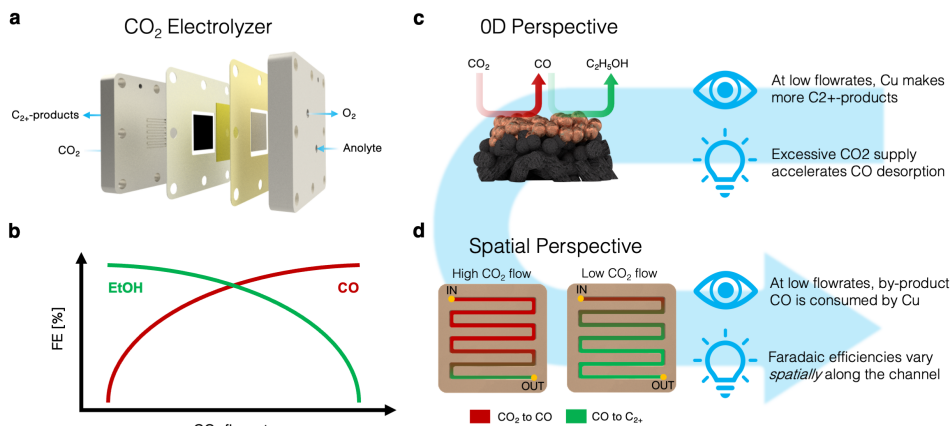 a
CO₂ Electrolyzer
C₂₊-products
CO₂
O₂
Anolyte
b
EtOH
CO
FE [%]
c
0D Perspective
CO₂
CO
C₂H₅OH
At low flowrates, Cu makes
more C2+-products
Excessive CO2 supply
accelerates CO desorption
d
Spatial Perspective
High CO₂ flow
Low CO₂ flow
IN
OUT
IN
OUT
CO₂ to CO
CO to C₂₊
At low flowrates, by-product
CO is consumed by Cu
Faradaic efficiencies vary
spatially along the channel